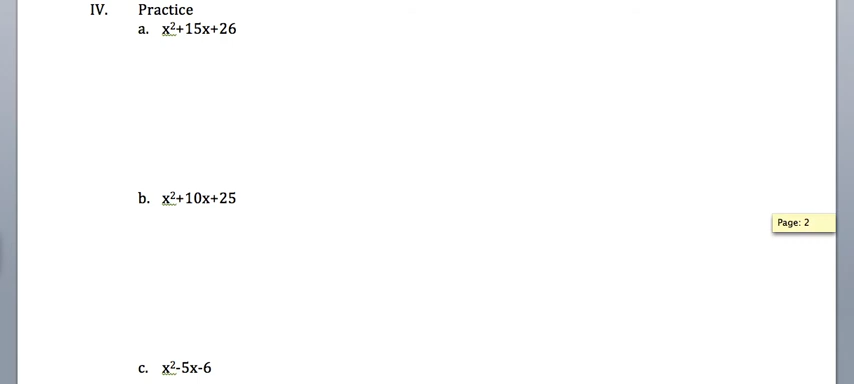 IV. Practice
a. x²+15x+26
b. x²+10x+25
Page: 2
c. x²-5x-6